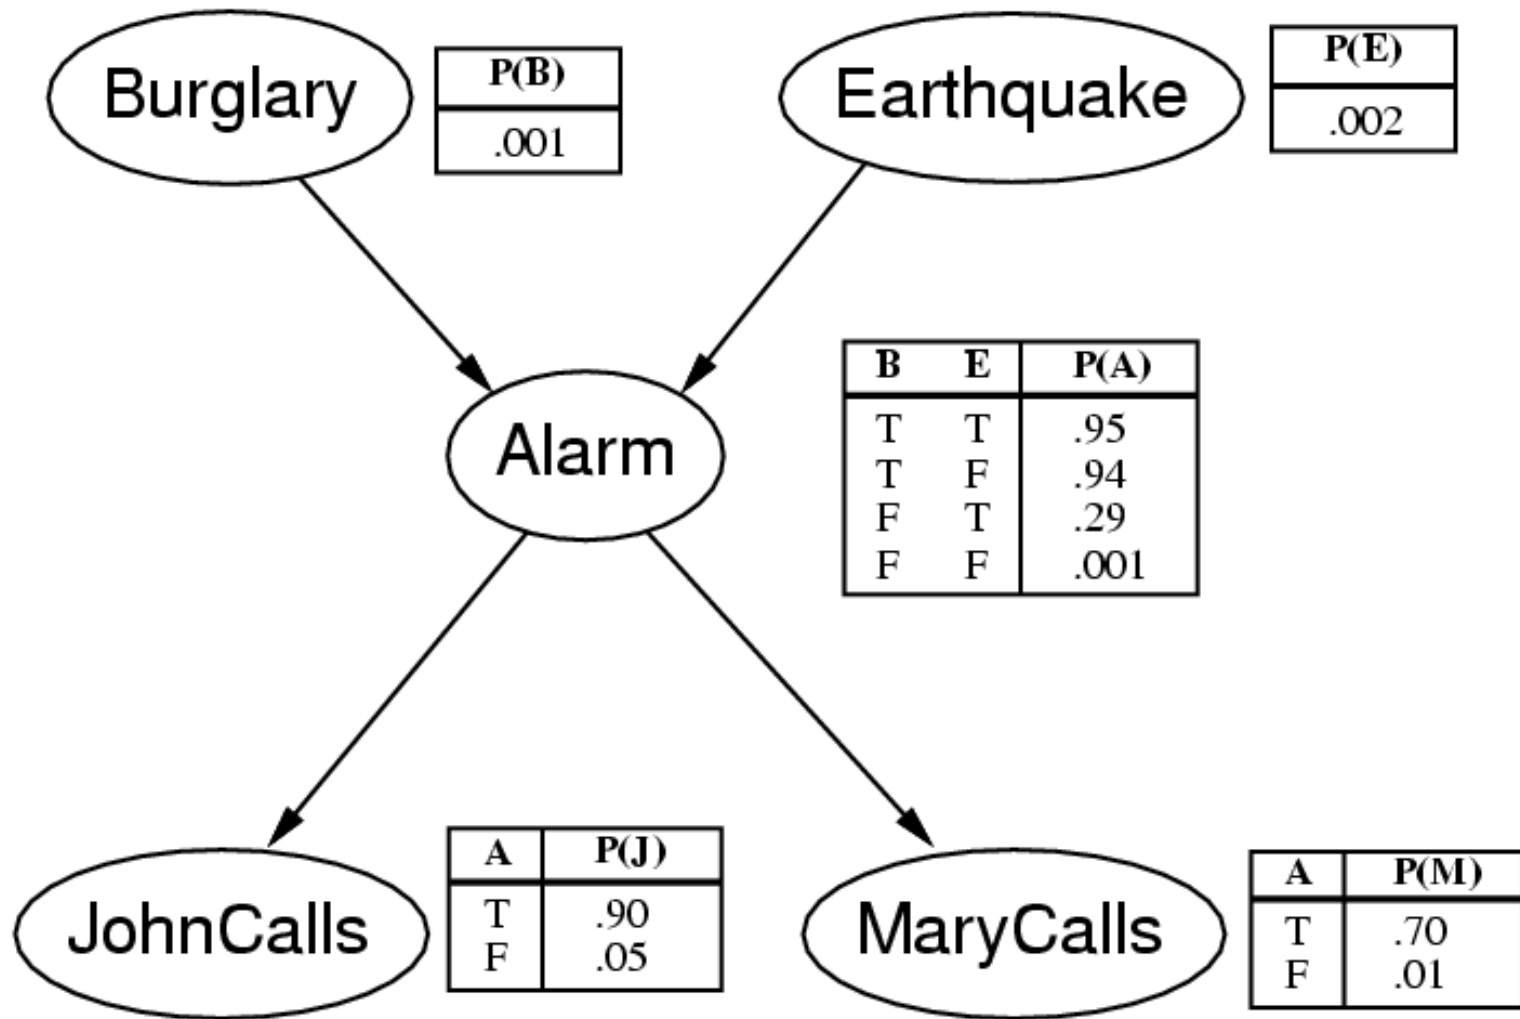 Burglary
P(B)
.001
Earthquake
P(E)
.002
Alarm
B E P(A)
T T .95
T F .94
F T .29
F F .001
JohnCalls
A P(J)
T .90
F .05
MaryCalls
A P(M)
T .70
F .01